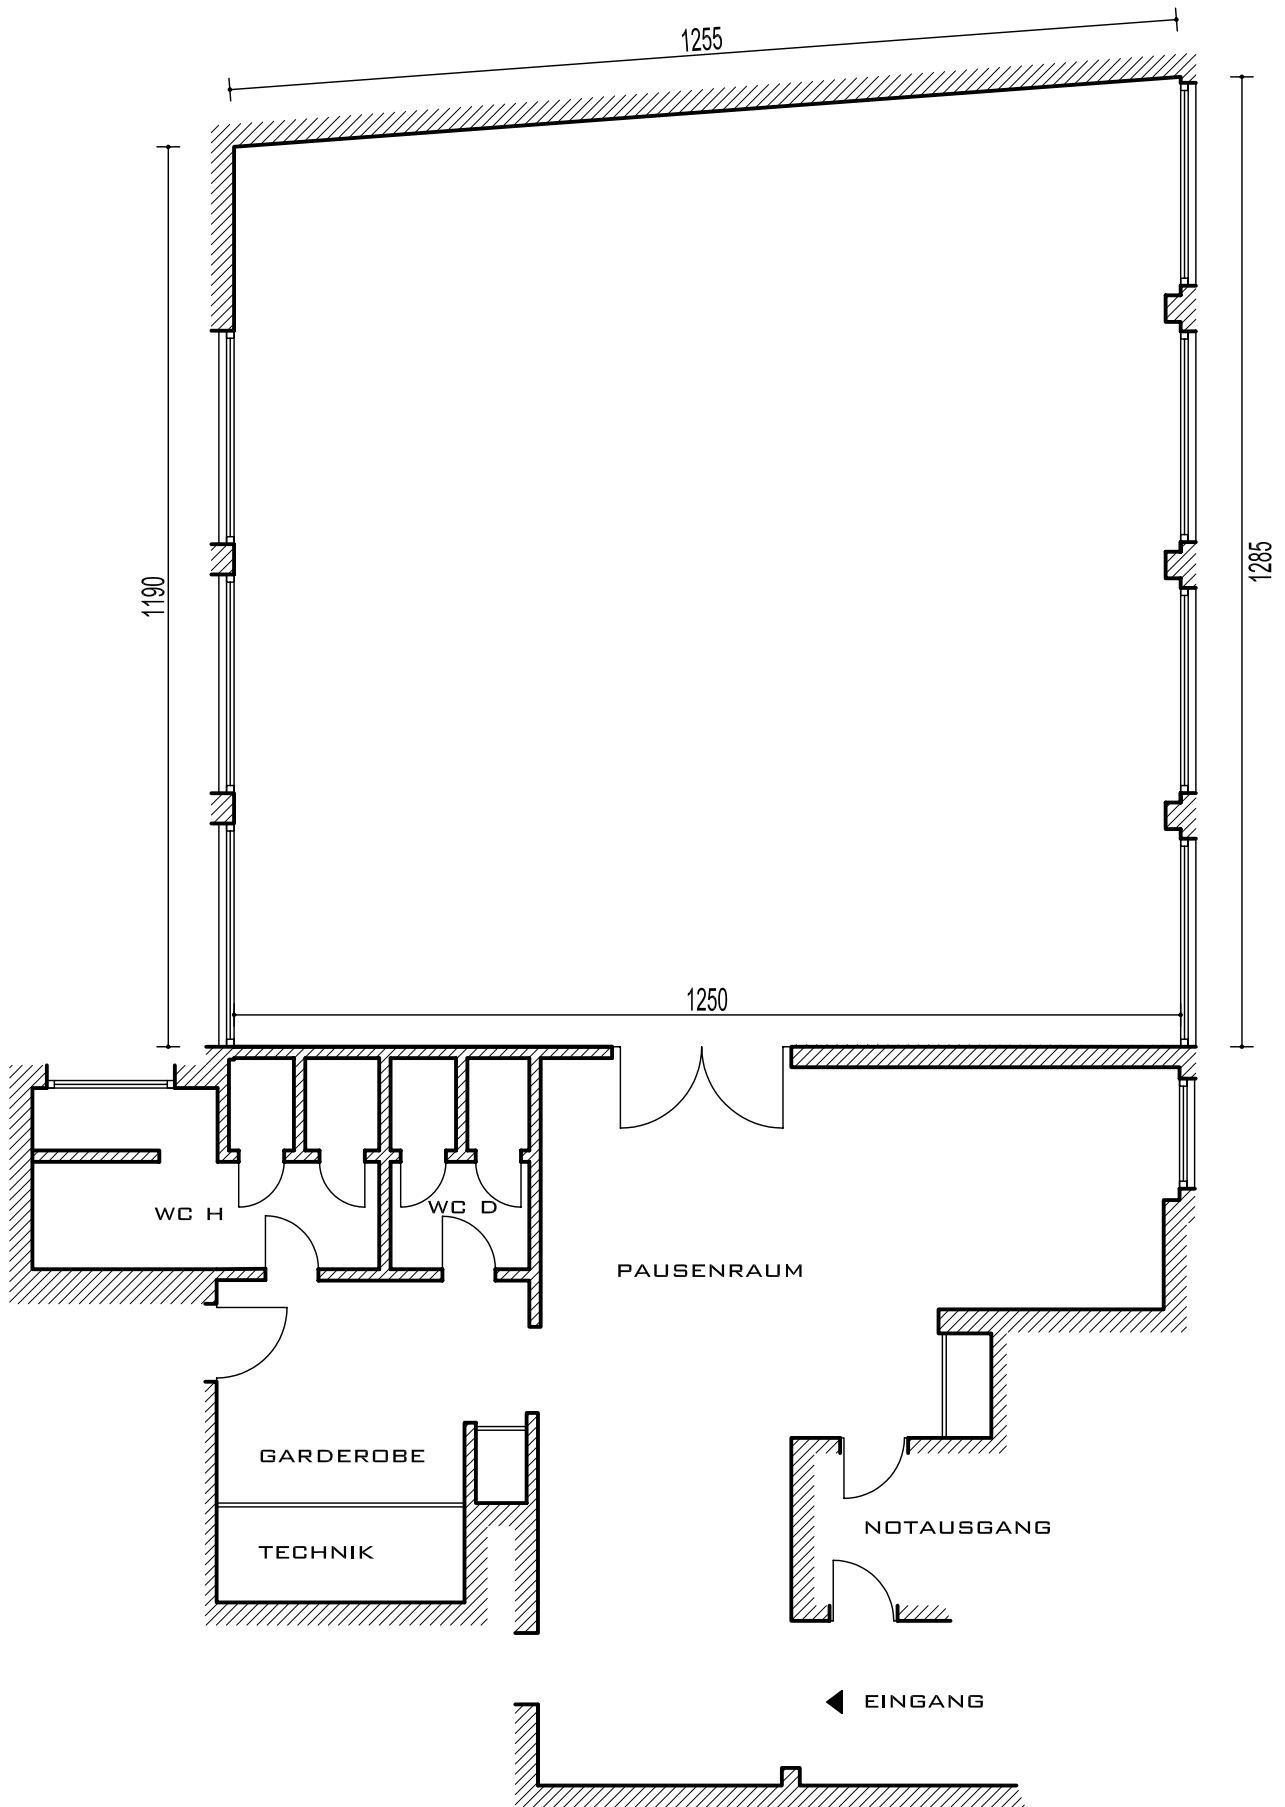 1255
1190
1285
1250
WC H
WC D
PAUSENRAUM
GARDEROBE
NOTAUSGANG
TECHNIK
EINGANG